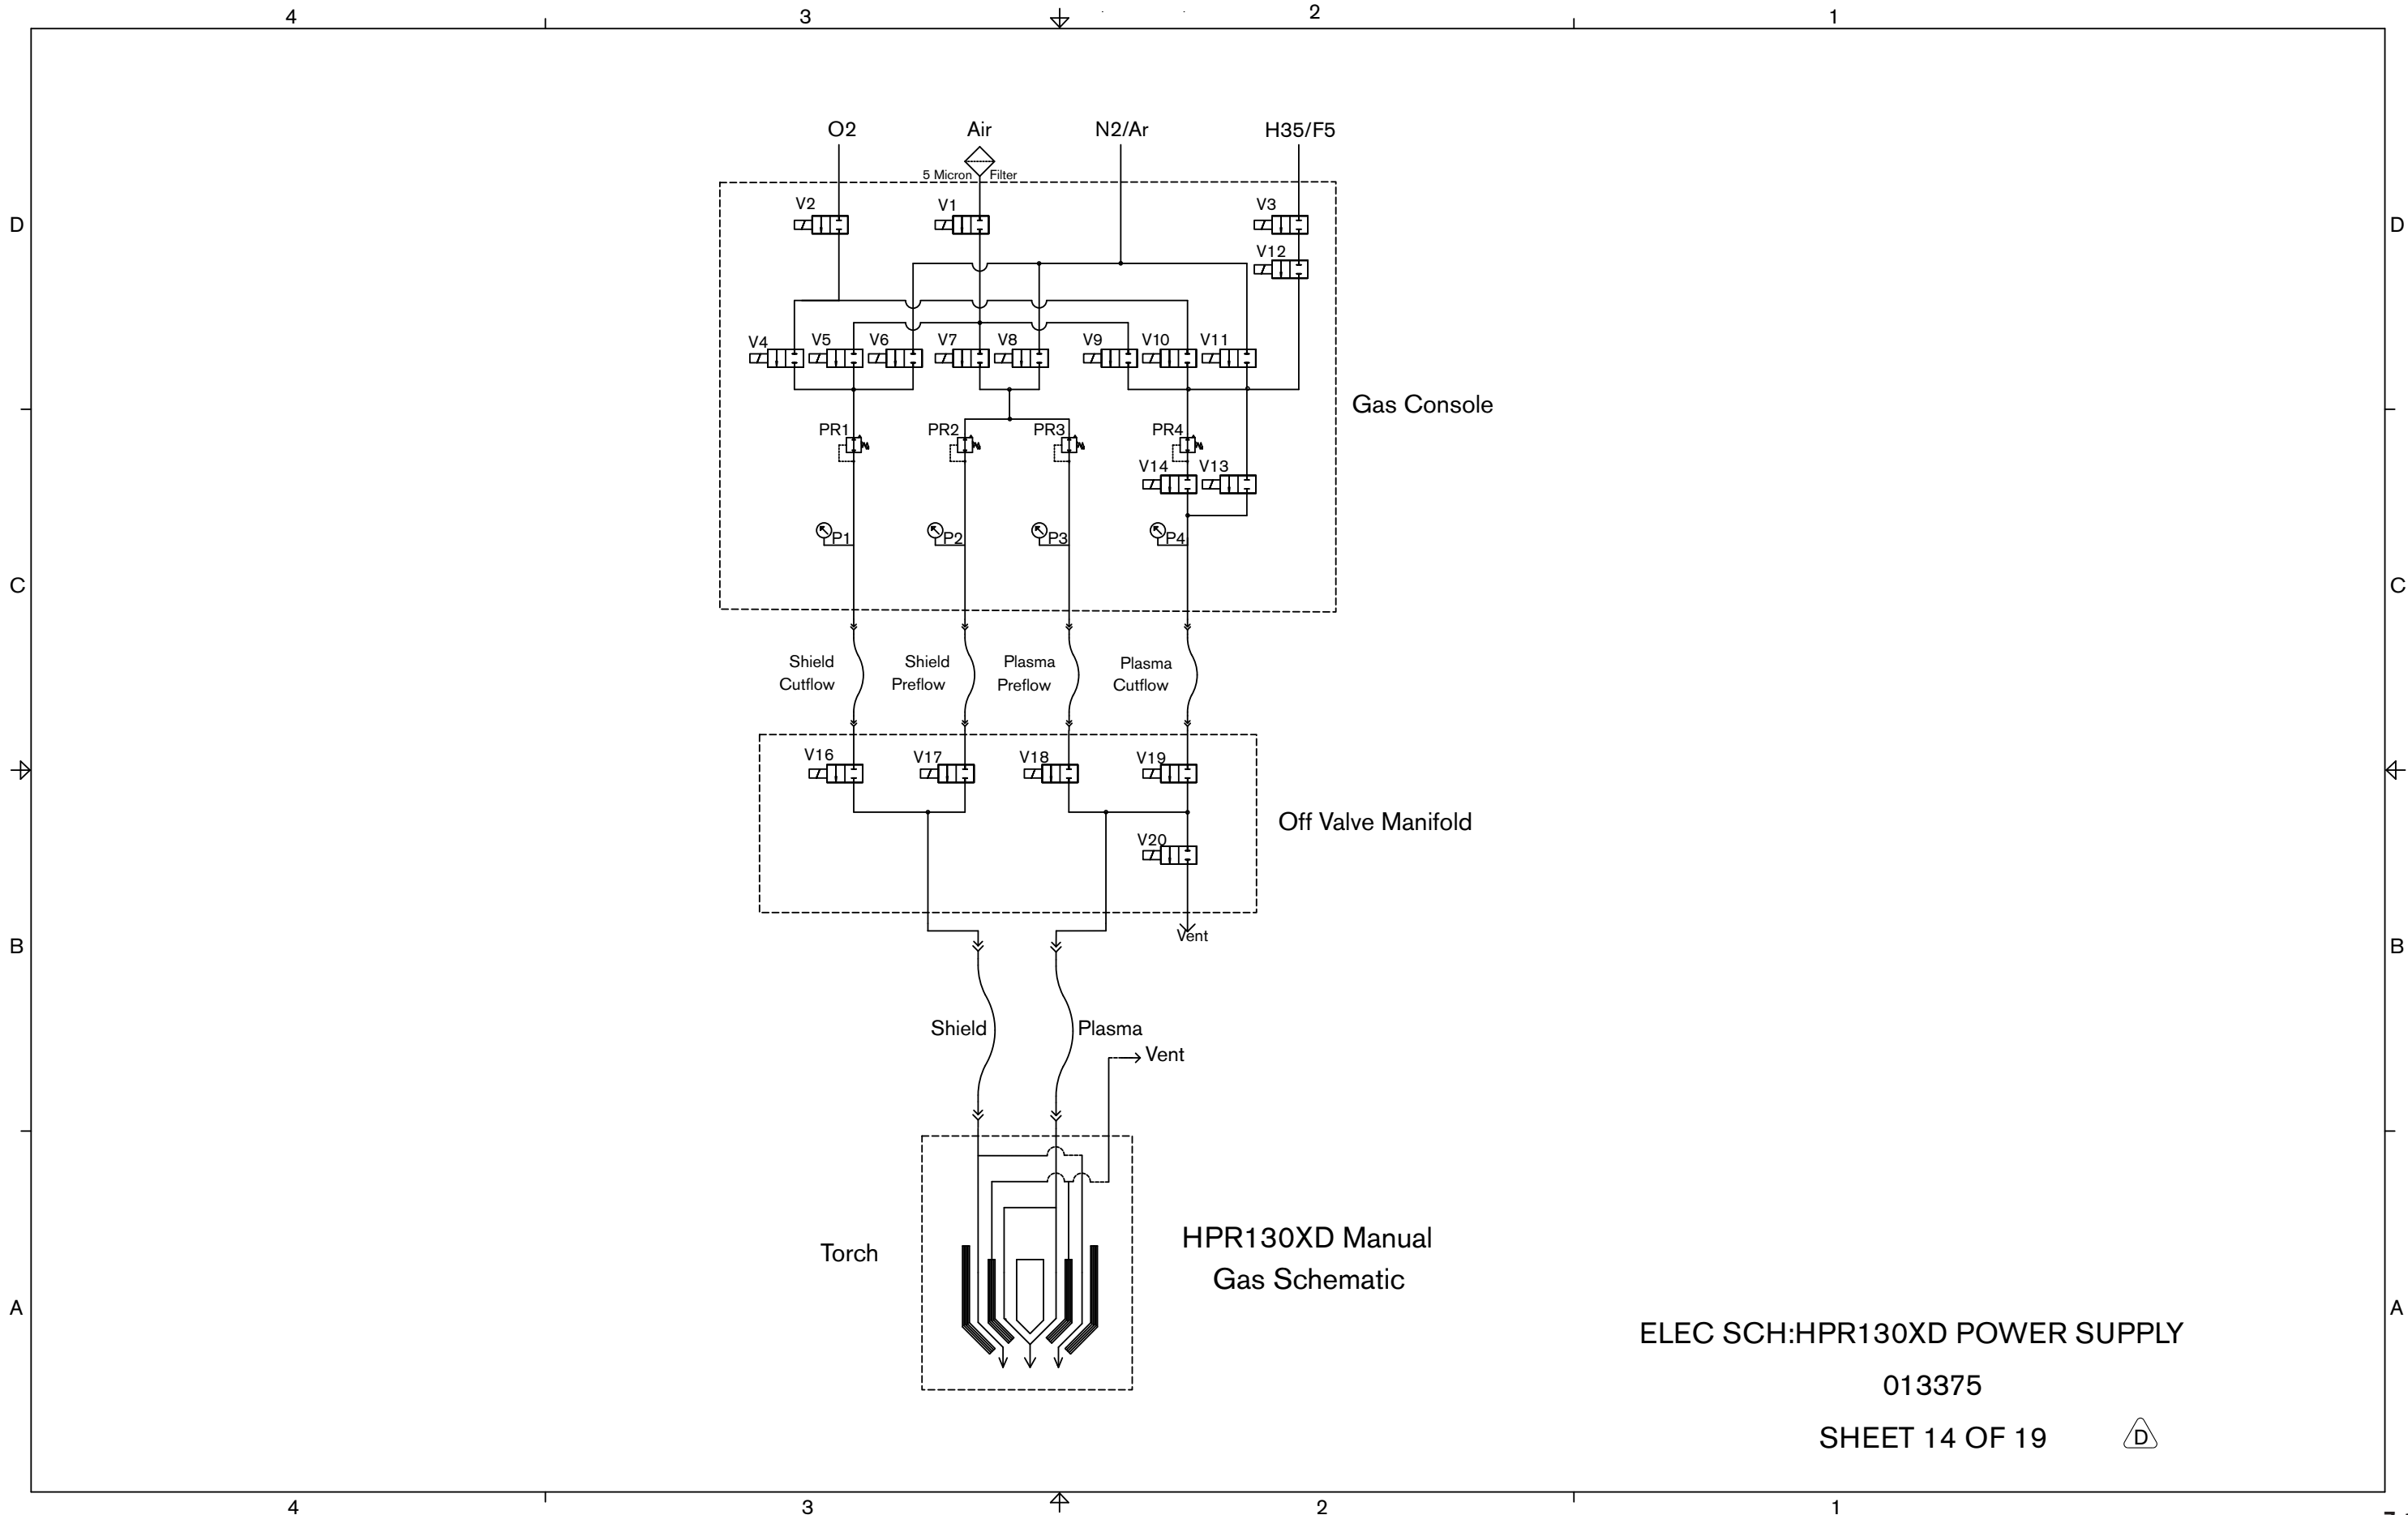 4 3 2 1
O2 Air N2/Ar H35/F5
5 Micron Filter
V2 V1 V3
D D
V12
V4 V5 V6 V7 V8 V9 V10 V11
Gas Console
PR1 PR2 PR3 PR4
V14 V13
P1 P2 P3 P4
C C
Shield Shield Plasma Plasma
Cutflow Preflow Preflow Cutflow
V16 V17 V18 V19
Off Valve Manifold
V20
Vent
B B
Shield Plasma
Vent
HPR130XD Manual
Torch
Gas Schematic
A A
ELEC SCH:HPR130XD POWER SUPPLY
013375
SHEET 14 OF 19 D
4 3 2 1